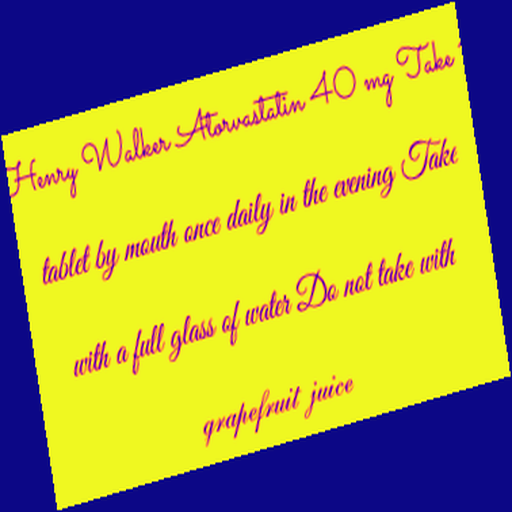 Henry Walker Atorvastatin 40 mg Take
tablet by mouth once daily in the evening Take
with a full glass of water Do not take with
grapefruit juice